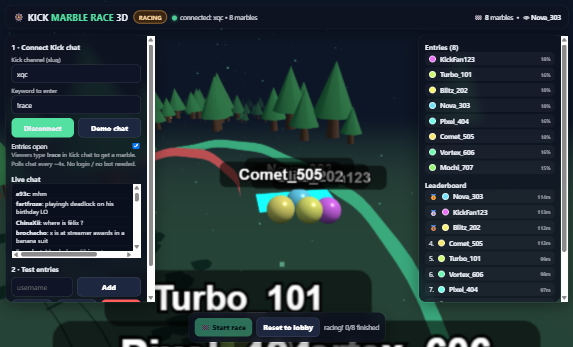 KICK MARBLE RACE 3D
RACING
connected: xqc • 8 marbles
8 marbles •
Nova_303
1 · Connect Kick chat
Kick channel (slug)
xqc
Keyword to enter
!race
Disconnect
Demo chat
Entries open
Viewers type !race in Kick chat to get a marble.
Polls chat every ~4s. No login / no bot needed.
Live chat
a93c: mhm
fartfroze: playingh deadlock on his
birthday LO
ChinaXii: where is félix ?
brochacho: x is at streamer awards in a
banana suit
2 · Test entries
username
Add
Comet_505
Turbo_101
Start race
Reset to lobby
racing! 0/8 finished
Entries (8)
KickFan123
Turbo_101
Blitz_202
Nova_303
Pixel_404
Comet_505
Vortex_606
Mochi_707
Leaderboard
Nova_303
KickFan123
Blitz_202
4. Comet_505
5. Turbo_101
6. Vortex_606
7. Pixel_404